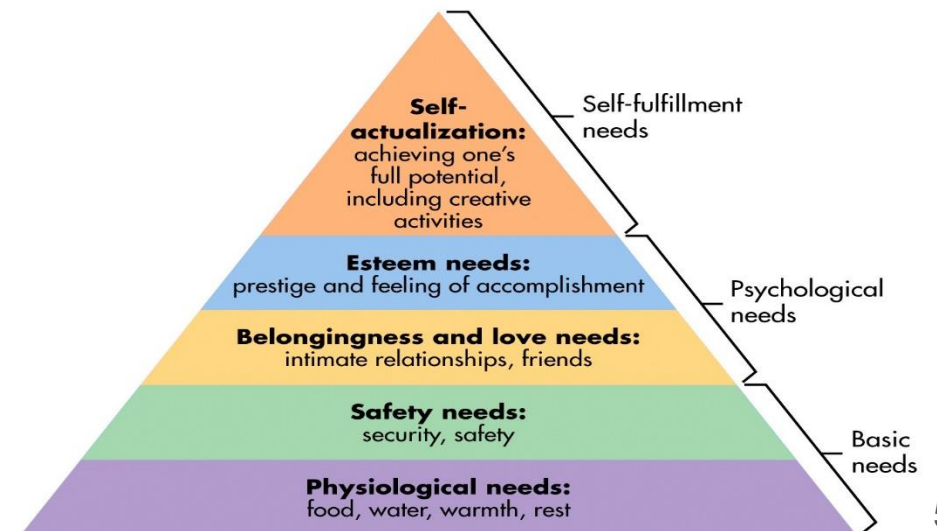 Self-
actualization:
achieving one's
full potential,
including creative
activities
Self-fulfillment
needs
Esteem needs:
prestige and feeling of accomplishment
Psychological
needs
Belongingness and love needs:
intimate relationships, friends
Safety needs:
security, safety
Basic
needs
Physiological needs:
food, water, warmth, rest